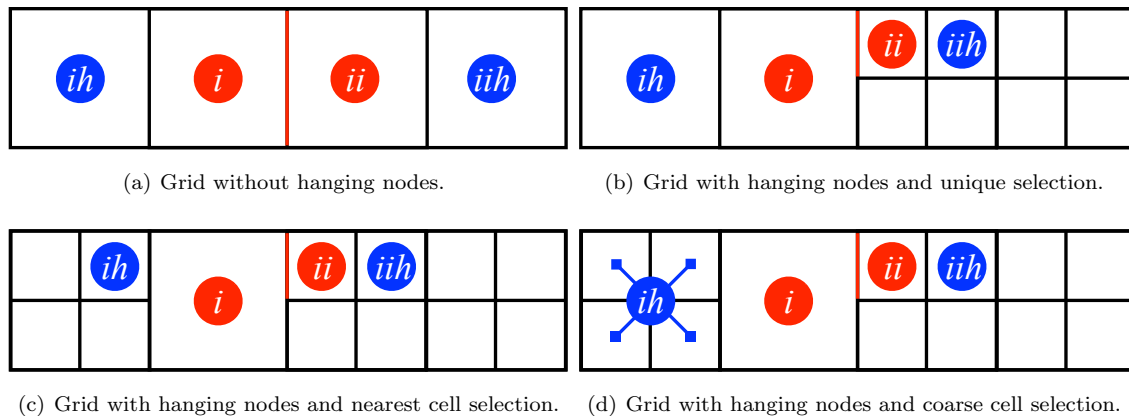 ih i ii iih
ih i ii iih
(a) Grid without hanging nodes.
(b) Grid with hanging nodes and unique selection.
ih i ii iih
ih i ii iih
(c) Grid with hanging nodes and nearest cell selection.
(d) Grid with hanging nodes and coarse cell selection.